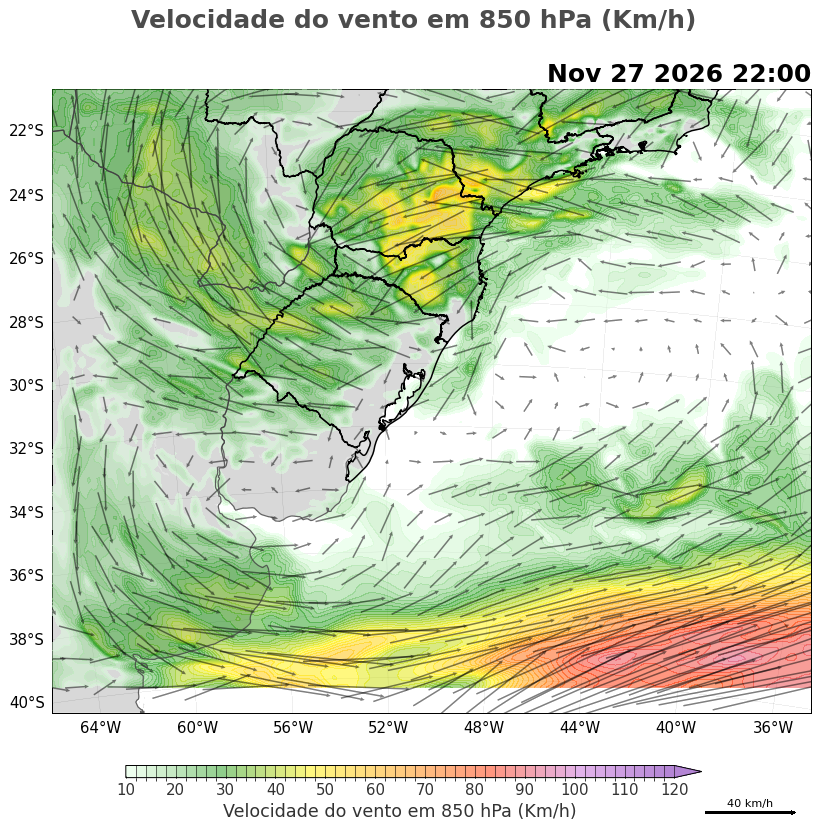 Velocidade do vento em 850 hPa (Km/h)
Nov 27 2026 22:00
22°S
24°S
26°S
28°S
30°S
32°S
34°S
36°S
38°S
40°S
64°W 60°W 56°W 52°W 48°W 44°W 40°W 36°W
10 20 30 40 50 60 70 80 90 100 110 120
Velocidade do vento em 850 hPa (Km/h)
40 km/h